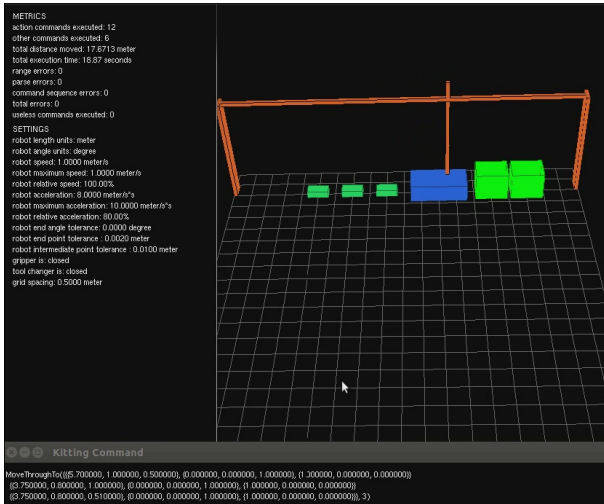 METRICS
action commands executed: 12
other commands executed: 6
total distance moved: 17.6713 meter
total execution time: 18.87 seconds
range errors: 0
parse errors: 0
command sequence errors: 0
total errors: 0
useless commands executed: 0
SETTINGS
robot length units: meter
robot angle units: degree
robot speed: 1.0000 meter/s
robot maximum speed: 1.0000 meter/s
robot relative speed: 100.00%
robot acceleration: 8.0000 meter/s*s
robot maximum acceleration: 10.0000 meter/s*s
robot relative acceleration: 80.00%
robot end angle tolerance: 0.0000 degree
robot end point tolerance : 0.0020 meter
robot intermediate point tolerance : 0.0100 meter
gripper is: closed
tool changer is: closed
grid spacing: 0.5000 meter
Kitting Command
MoveThroughTo({{{5.700000, 1.000000, 0.500000}, {0.000000, 0.000000, 1.000000}, {1.000000, 0.000000, 0.000000}}
{{3.750000, 0.800000, 1.000000}, {0.000000, 0.000000, 1.000000}, {1.000000, 0.000000, 0.000000}}
{{3.750000, 0.800000, 0.510000}, {0.000000, 0.000000, 1.000000}, {1.000000, 0.000000, 0.000000}}}, 3)